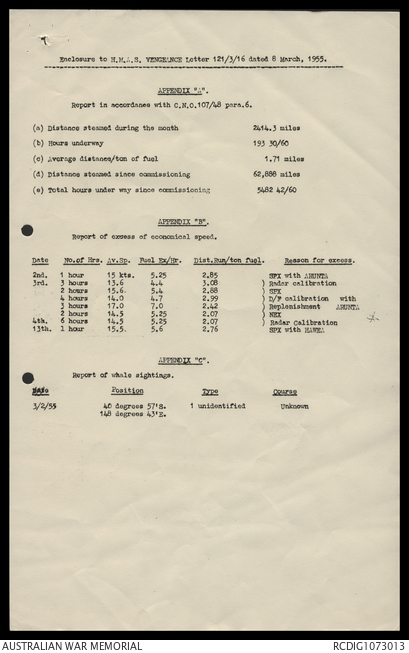 Enclosure to H.M.A.S. VENGEANCE Letter 121/3/16 dated 8 March, 1955.
APPENDIX "A".
Report in accordance with C.N.O.107/48 para.6.
(a) Distance steamed during the month 2414.3 miles
(b) Hours underway 193 30/60
(c) Average distance/ton of fuel 1.71 miles
(d) Distance steamed since commissioning 62,888 miles
(e) Total hours under way since commissioning 5482 42/60
APPENDIX "B".
Report of excess of economical speed.
Date No.of Hrs. Av.Sp. Fuel Ex/Hr. Dist.Run/ton fuel. Reason for excess.
2nd. 1 hour 15 kts. 5.25 2.85 SPX with ARUNTA
3rd. 3 hours 13.6 4.4 3.08 ) Radar calibration
2 hours 15.6 5.4 2.88 ) SPX
4 hours 14.0 4.7 2.99 ) D/F calibration with
3 hours 17.0 7.0 2.42 ) Replenishment ARUNTA
2 hours 14.5 5.25 2.07 ) NEX
4th. 6 hours 14.5 5.25 2.07 ) Radar calibration
13th. 1 hour 15.5. 5.6 2.76 SPX with HAWEA
APPENDIX "C".
Report of whale sightings.
Date Position Type Course
3/2/55 40 degrees 57'S. 1 unidentified Unknown
148 degrees 43'E.
AUSTRALIAN WAR MEMORIAL RCDIG1073013